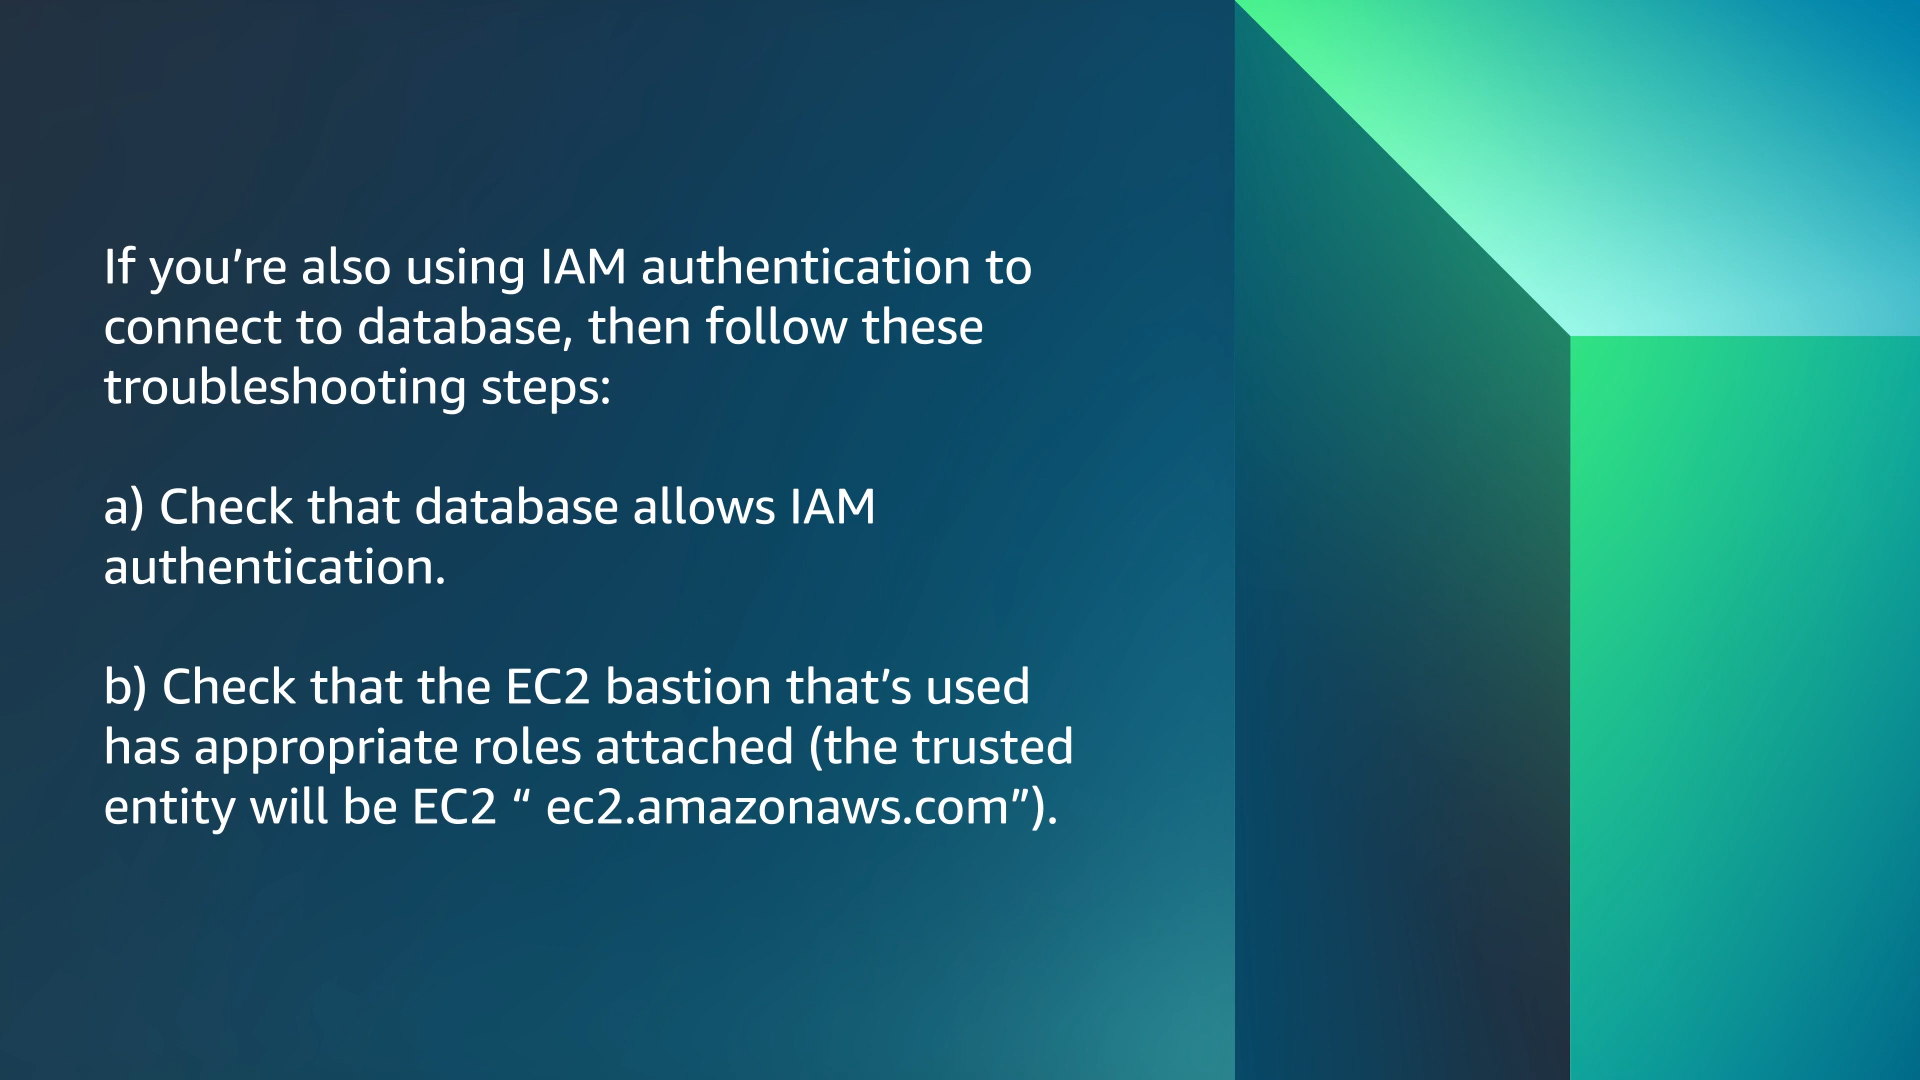 If you’re also using IAM authentication to
connect to database, then follow these
troubleshooting steps:
a) Check that database allows IAM
authentication.
b) Check that the EC2 bastion that’s used
has appropriate roles attached (the trusted
entity will be EC2 “ ec2.amazonaws.com”).